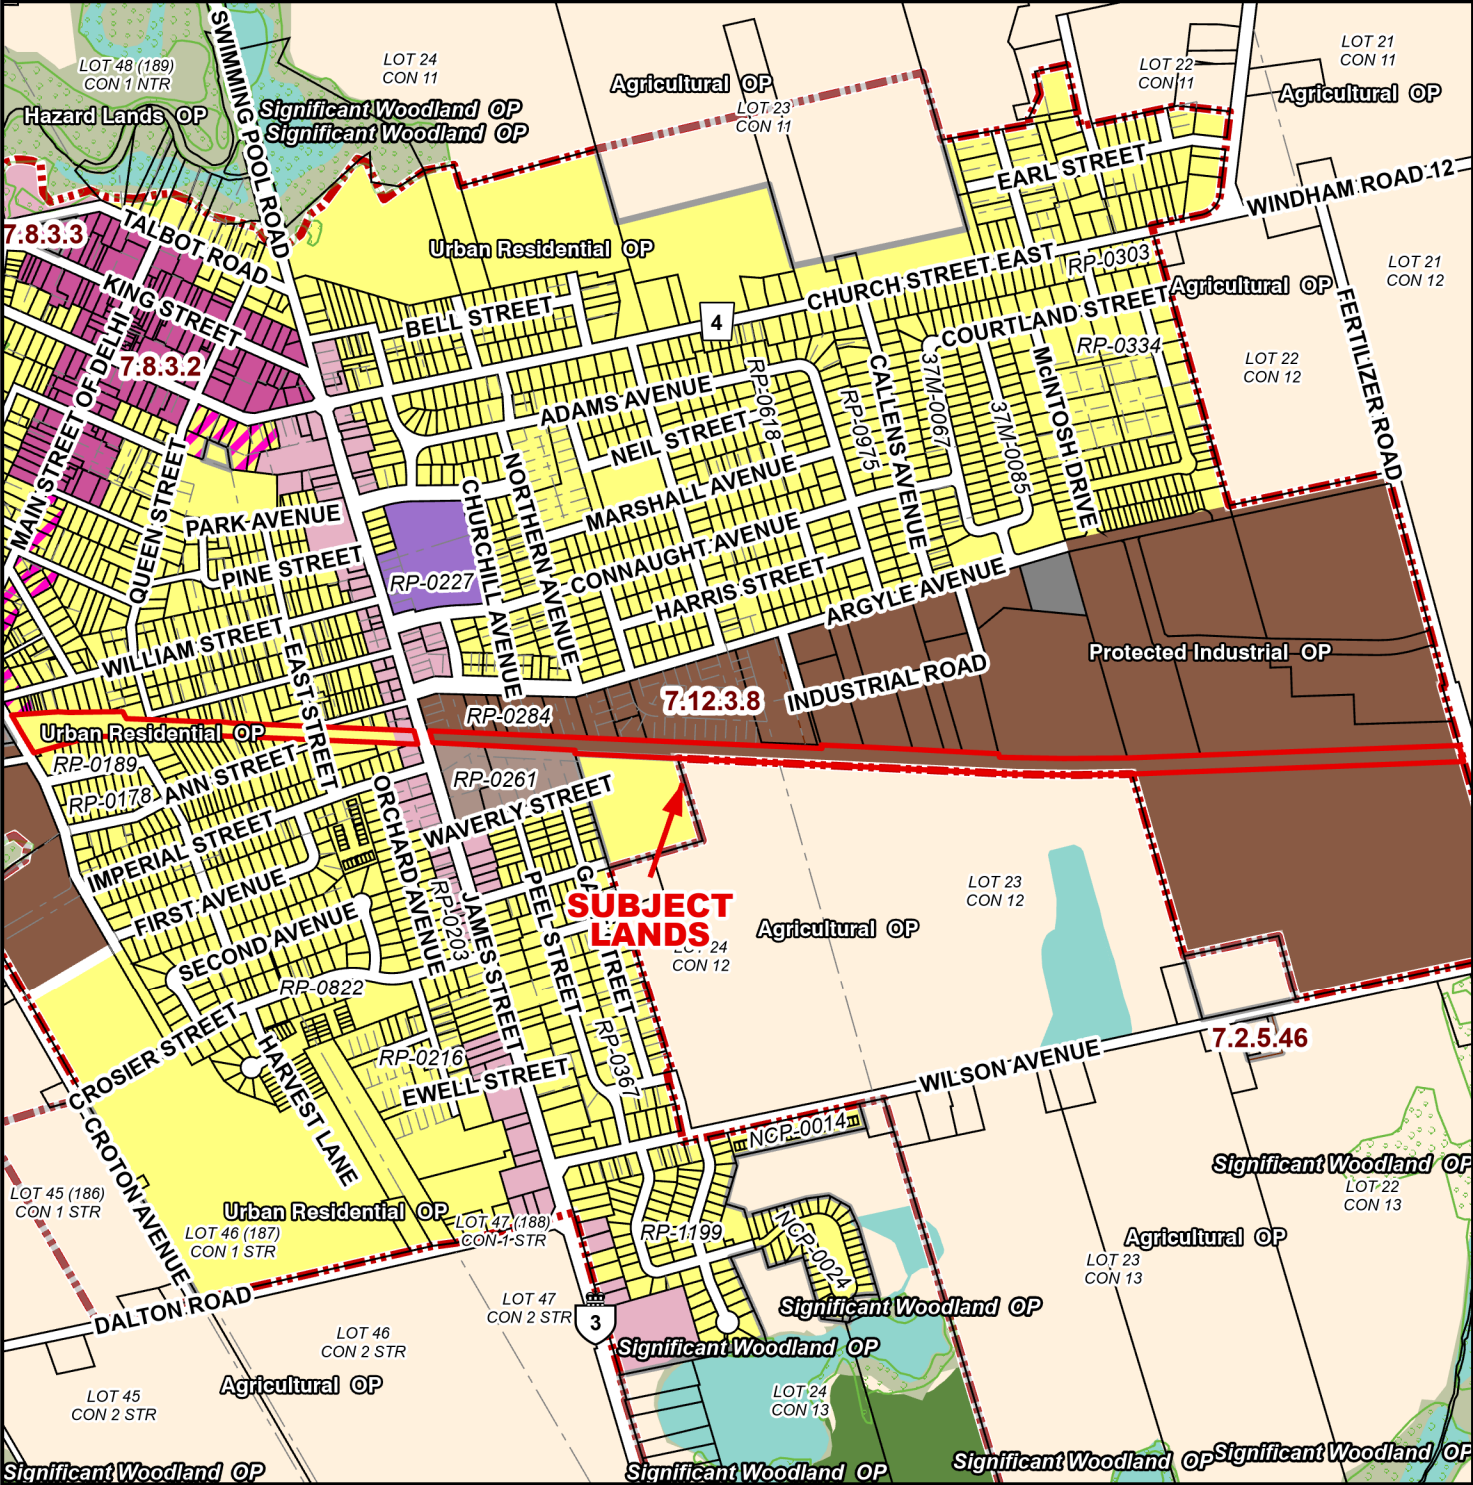 SWIMMING POOL ROAD
LOT 48 (189)
CON 1 NTR
LOT 24
CON 11
Hazard Lands OP
Significant Woodland OP
Significant Woodland OP
Agricultural OP
LOT 23
CON 11
LOT 22
CON 11
LOT 21
CON 11
Agricultural OP
EARL STREET
WINDHAM ROAD 12
7.8.3.3
TALBOT ROAD
Urban Residential OP
CHURCH STREET EAST
RP-0303
Agricultural OP
LOT 21
CON 12
KING STREET
BELL STREET
4
COURTLAND STREET
RP-0334
FERTILIZER ROAD
LOT 22
CON 12
7.8.3.2
MAIN STREET OF DELHI
ADAMS AVENUE
RP-0618
RP-0975
CALLENS AVENUE
37M-0067
37M-0085
McINTOSH DRIVE
NEIL STREET
QUEEN STREET
PARK AVENUE
CHURCHILL AVENUE
NORTHERN AVENUE
MARSHALL AVENUE
CONNAUGHT AVENUE
PINE STREET
RP-0227
HARRIS STREET
ARGYLE AVENUE
WILLIAM STREET
EAST STREET
Protected Industrial OP
INDUSTRIAL ROAD
7.12.3.8
RP-0284
Urban Residential OP
RP-0189
RP-0178
ANN STREET
RP-0261
WAVERLY STREET
ORCHARD AVENUE
IMPERIAL STREET
FIRST AVENUE
SECOND AVENUE
RP-0203
JAMES STREET
PEEL STREET
SUBJECT
LANDS
LOT 23
CON 12
Agricultural OP
CON 12
RP-0822
CROSIER STREET
HARVEST LANE
RP-0216
EWELL STREET
RP-0367
7.2.5.46
WILSON AVENUE
NCP-0014
CROTON AVENUE
LOT 45 (186)
CON 1 STR
Urban Residential OP
LOT 46 (187)
CON 1 STR
LOT 47 (188)
CON 1 STR
RP-1199
NCP-0024
Significant Woodland OP
LOT 22
CON 13
Agricultural OP
LOT 23
CON 13
DALTON ROAD
LOT 47
CON 2 STR
3
Significant Woodland OP
Significant Woodland OP
LOT 46
CON 2 STR
Agricultural OP
LOT 45
CON 2 STR
LOT 24
CON 13
Significant Woodland OP
Significant Woodland OP
Significant Woodland OP
Significant Woodland OP